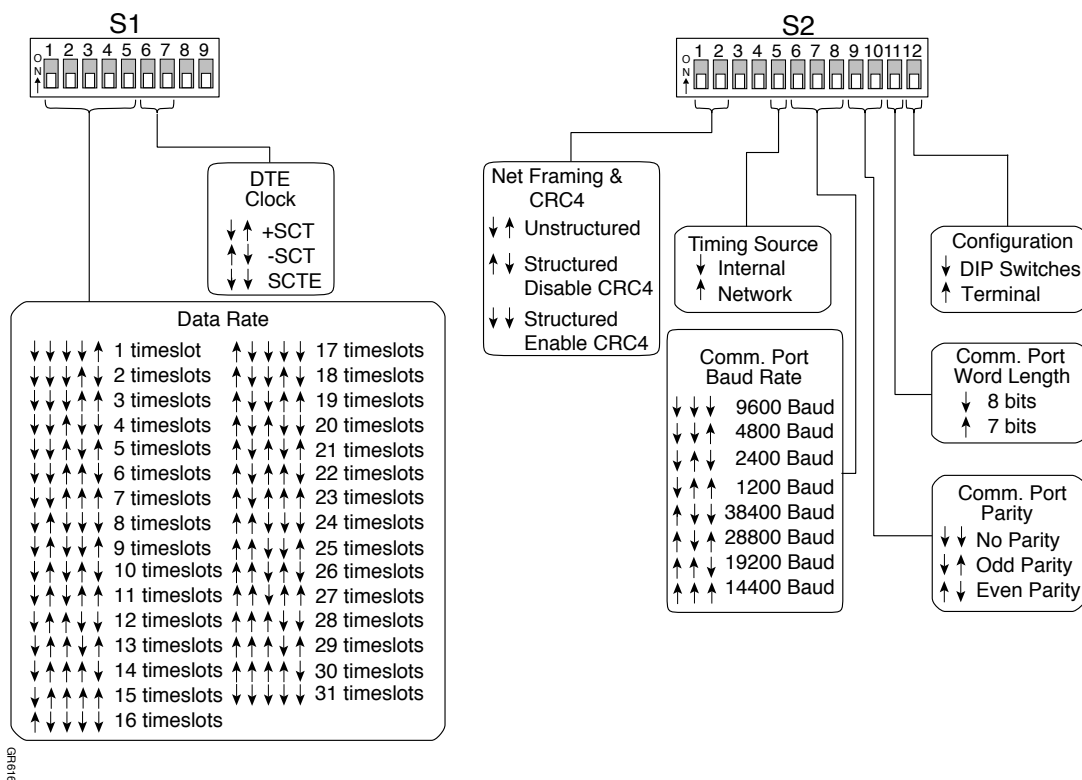 S1
O
N
↑
1 2 3 4 5 6 7 8 9
DTE
Clock
↓ ↑ +SCT
↑ ↓ -SCT
↓ ↓ SCTE
Data Rate
↓↓↓↓↑ 1 timeslot
↓↓↓↑↓ 2 timeslots
↓↓↓↑↑ 3 timeslots
↓↓↑↓↓ 4 timeslots
↓↓↑↓↑ 5 timeslots
↓↓↑↑↓ 6 timeslots
↓↓↑↑↑ 7 timeslots
↓↑↓↓↓ 8 timeslots
↓↑↓↓↑ 9 timeslots
↓↑↓↑↓ 10 timeslots
↓↑↓↑↑ 11 timeslots
↓↑↑↓↓ 12 timeslots
↓↑↑↓↑ 13 timeslots
↓↑↑↑↓ 14 timeslots
↓↑↑↑↑ 15 timeslots
↑↓↓↓↓ 16 timeslots
↑↓↓↓↓ 17 timeslots
↑↓↓↑↓ 18 timeslots
↑↓↓↑↑ 19 timeslots
↑↓↑↓↓ 20 timeslots
↑↓↑↓↑ 21 timeslots
↑↓↑↑↓ 22 timeslots
↑↓↑↑↑ 23 timeslots
↑↑↓↓↓ 24 timeslots
↑↑↓↓↑ 25 timeslots
↑↑↓↑↓ 26 timeslots
↑↑↓↑↑ 27 timeslots
↑↑↑↓↓ 28 timeslots
↑↑↑↓↑ 29 timeslots
↑↑↑↑↓ 30 timeslots
↓↓↓↓↓ 31 timeslots
S2
O
N
↑
1 2 3 4 5 6 7 8 9 10 11 12
Net Framing &
CRC4
↓ ↑ Unstructured
↑ ↓ Structured
Disable CRC4
↓ ↓ Structured
Enable CRC4
Timing Source
↓ Internal
↑ Network
Comm. Port
Baud Rate
↓↓↓ 9600 Baud
↓↓↑ 4800 Baud
↓↑↓ 2400 Baud
↓↑↑ 1200 Baud
↑↓↓ 38400 Baud
↑↓↑ 28800 Baud
↑↑↓ 19200 Baud
↑↑↑ 14400 Baud
Configuration
↓ DIP Switches
↑ Terminal
Comm. Port
Word Length
↓ 8 bits
↑ 7 bits
Comm. Port
Parity
↓ ↓ No Parity
↓ ↑ Odd Parity
↑ ↓ Even Parity
GR616